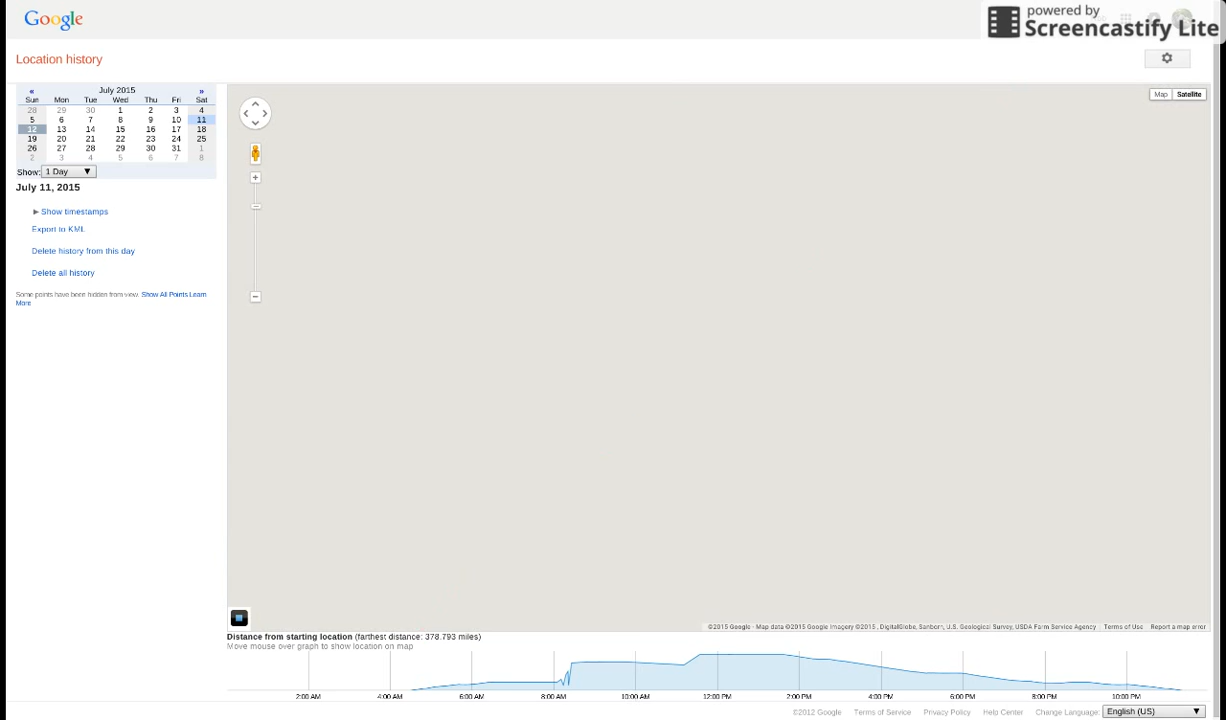 Google
powered by
Screencastify Lite
Location history
« July 2015 »
Sun Mon Tue Wed Thu Fri Sat
28 29 30 1 2 3 4
5 6 7 8 9 10 11
12 13 14 15 16 17 18
19 20 21 22 23 24 25
26 27 28 29 30 31 1
2 3 4 5 6 7 8
Show: 1 Day
July 11, 2015
Show timestamps
Export to KML
Delete history from this day
Delete all history
Some points have been hidden from view. Show All Points Learn
More
Map Satellite
©2015 Google - Map data ©2015 Google Imagery ©2015 , DigitalGlobe, Sanborn, U.S. Geological Survey, USDA Farm Service Agency Terms of Use Report a map error
Distance from starting location (farthest distance: 378.793 miles)
Move mouse over graph to show location on map
2:00 AM 4:00 AM 6:00 AM 8:00 AM 10:00 AM 12:00 PM 2:00 PM 4:00 PM 6:00 PM 8:00 PM 10:00 PM
©2012 Google Terms of Service Privacy Policy Help Center Change Language: English (US)